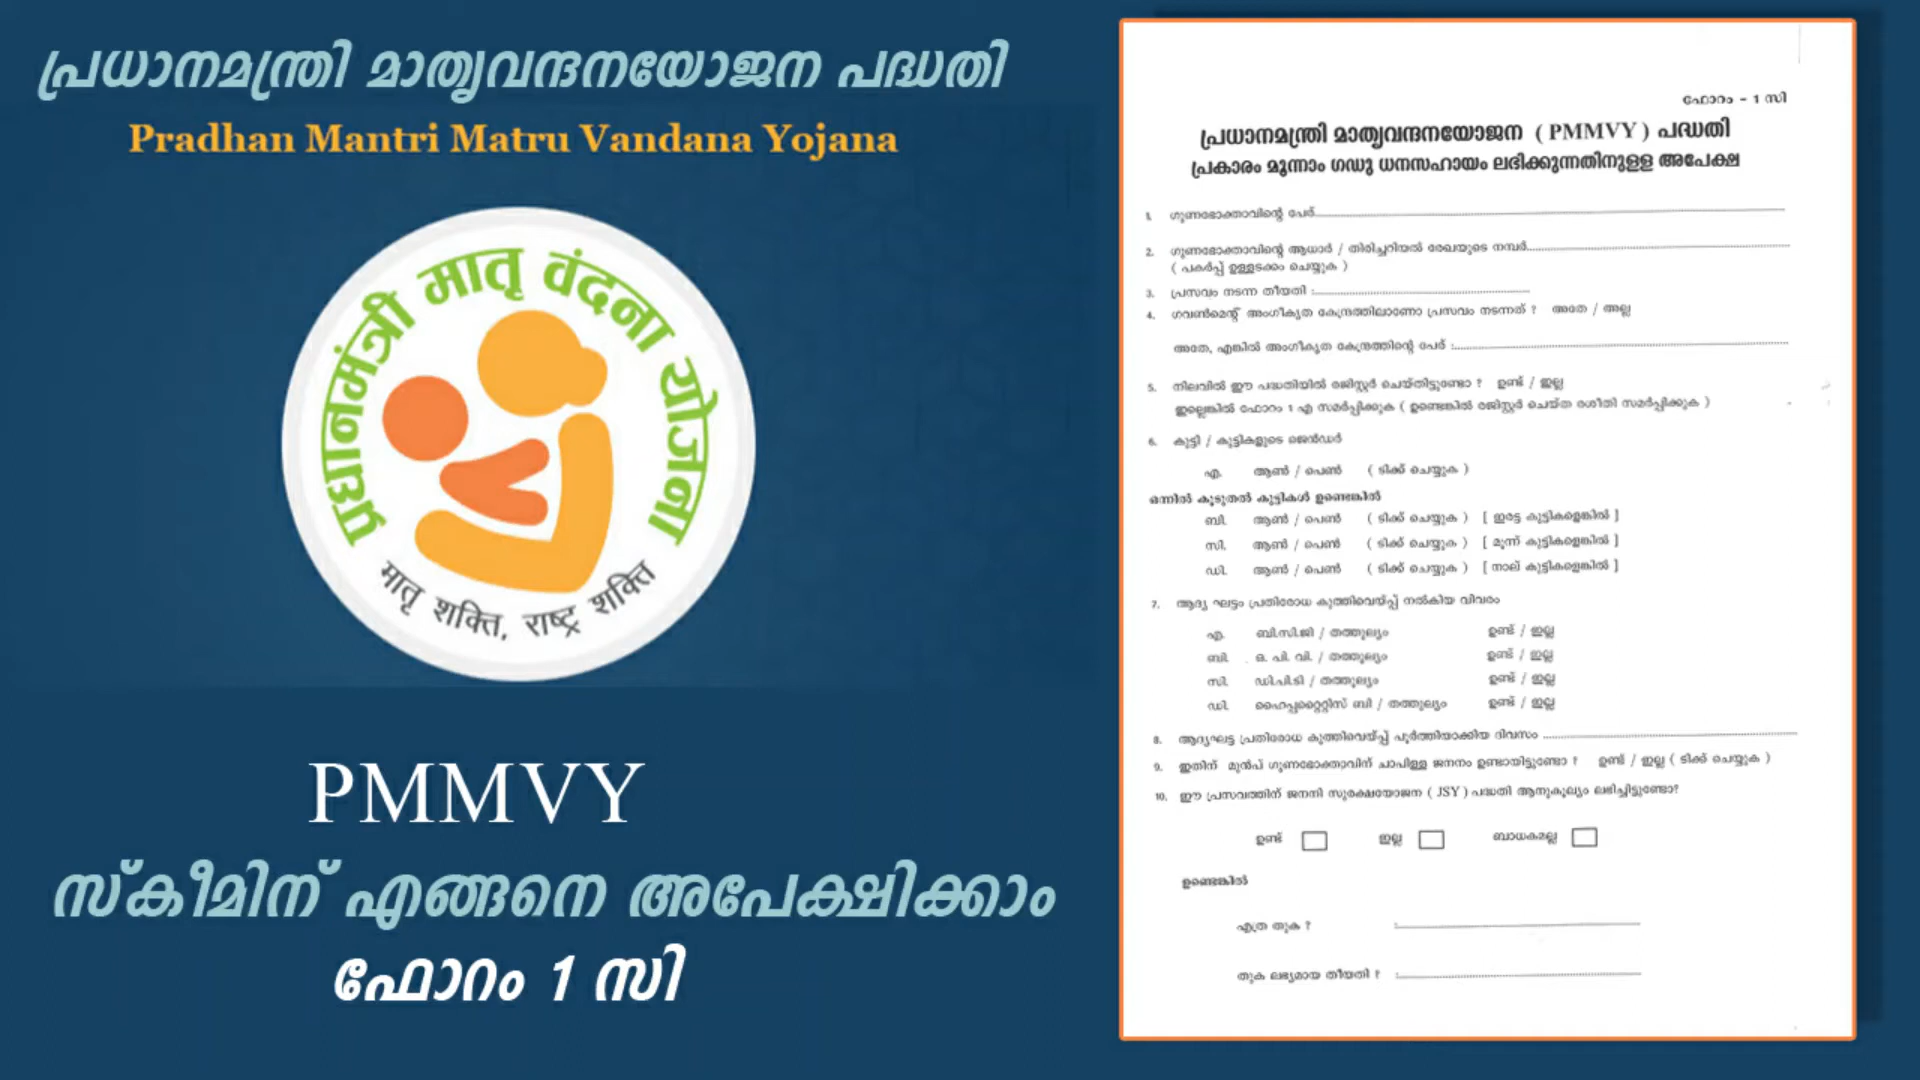 പ്രധാനമന്ത്രി മാതൃവന്ദനയോജന പദ്ധതി
Pradhan Mantri Matru Vandana Yojana
प्रधानमंत्री मातृ वंदना योजना
मातृ शक्ति, राष्ट्र शक्ति
PMMVY
സ്കീമിന് എങ്ങനെ അപേക്ഷിക്കാം
ഫോറം 1 സി
ഫോറം - 1 സി
പ്രധാനമന്ത്രി മാതൃവന്ദനയോജന ( PMMVY ) പദ്ധതി
പ്രകാരം മൂന്നാം ഗഡു ധനസഹായം ലഭിക്കുന്നതിനുള്ള അപേക്ഷ
1. ഗുണഭോക്താവിന്റെ പേര്
2. ഗുണഭോക്താവിന്റെ ആധാർ / തിരിച്ചറിയൽ രേഖയുടെ നമ്പർ
( പകർപ്പ് ഉള്ളടക്കം ചെയ്യുക )
3. പ്രസവം നടന്ന തീയതി :
4. ഗവൺമെന്റ് അംഗീകൃത കേന്ദ്രത്തിലാണോ പ്രസവം നടന്നത് ? അതേ / അല്ല
അതേ, എങ്കിൽ അംഗീകൃത കേന്ദ്രത്തിന്റെ പേര് :
5. നിലവിൽ ഈ പദ്ധതിയിൽ രജിസ്റ്റർ ചെയ്തിട്ടുണ്ടോ ? ഉണ്ട് / ഇല്ല
ഇല്ലെങ്കിൽ ഫോറം 1 എ സമർപ്പിക്കുക ( ഉണ്ടെങ്കിൽ രജിസ്റ്റർ ചെയ്ത രശീതി സമർപ്പിക്കുക )
6. കുട്ടി / കുട്ടികളുടെ ജെൻഡർ
എ. ആൺ / പെൺ ( ടിക്ക് ചെയ്യുക )
ഒന്നിൽ കൂടുതൽ കുട്ടികൾ ഉണ്ടെങ്കിൽ
ബി. ആൺ / പെൺ ( ടിക്ക് ചെയ്യുക ) [ ഇരട്ട കുട്ടികളെങ്കിൽ ]
സി. ആൺ / പെൺ ( ടിക്ക് ചെയ്യുക ) [ മൂന്ന് കുട്ടികളെങ്കിൽ ]
ഡി. ആൺ / പെൺ ( ടിക്ക് ചെയ്യുക ) [ നാല് കുട്ടികളെങ്കിൽ ]
7. ആദ്യ ഘട്ടം പ്രതിരോധ കുത്തിവെയ്പ്പ് നൽകിയ വിവരം
എ. ബി.സി.ജി / തത്തുല്യം ഉണ്ട് / ഇല്ല
ബി. ഒ. പി. വി. / തത്തുല്യം ഉണ്ട് / ഇല്ല
സി. ഡി.പി.ടി / തത്തുല്യം ഉണ്ട് / ഇല്ല
ഡി. ഹൈപ്പറ്റൈറ്റിസ് ബി / തത്തുല്യം ഉണ്ട് / ഇല്ല
8. ആദ്യഘട്ട പ്രതിരോധ കുത്തിവെയ്പ്പ് പൂർത്തിയാക്കിയ ദിവസം
9. ഇതിന് മുൻപ് ഗുണഭോക്താവിന് ചാപിള്ള ജനനം ഉണ്ടായിട്ടുണ്ടോ ? ഉണ്ട് / ഇല്ല ( ടിക്ക് ചെയ്യുക )
10. ഈ പ്രസവത്തിന് ജനനി സുരക്ഷയോജന ( JSY ) പദ്ധതി ആനുകൂല്യം ലഭിച്ചിട്ടുണ്ടോ?
ഉണ്ട് ഇല്ല ബാധകമല്ല
ഉണ്ടെങ്കിൽ
എത്ര തുക ? :
തുക ലഭ്യമായ തീയതി ? :